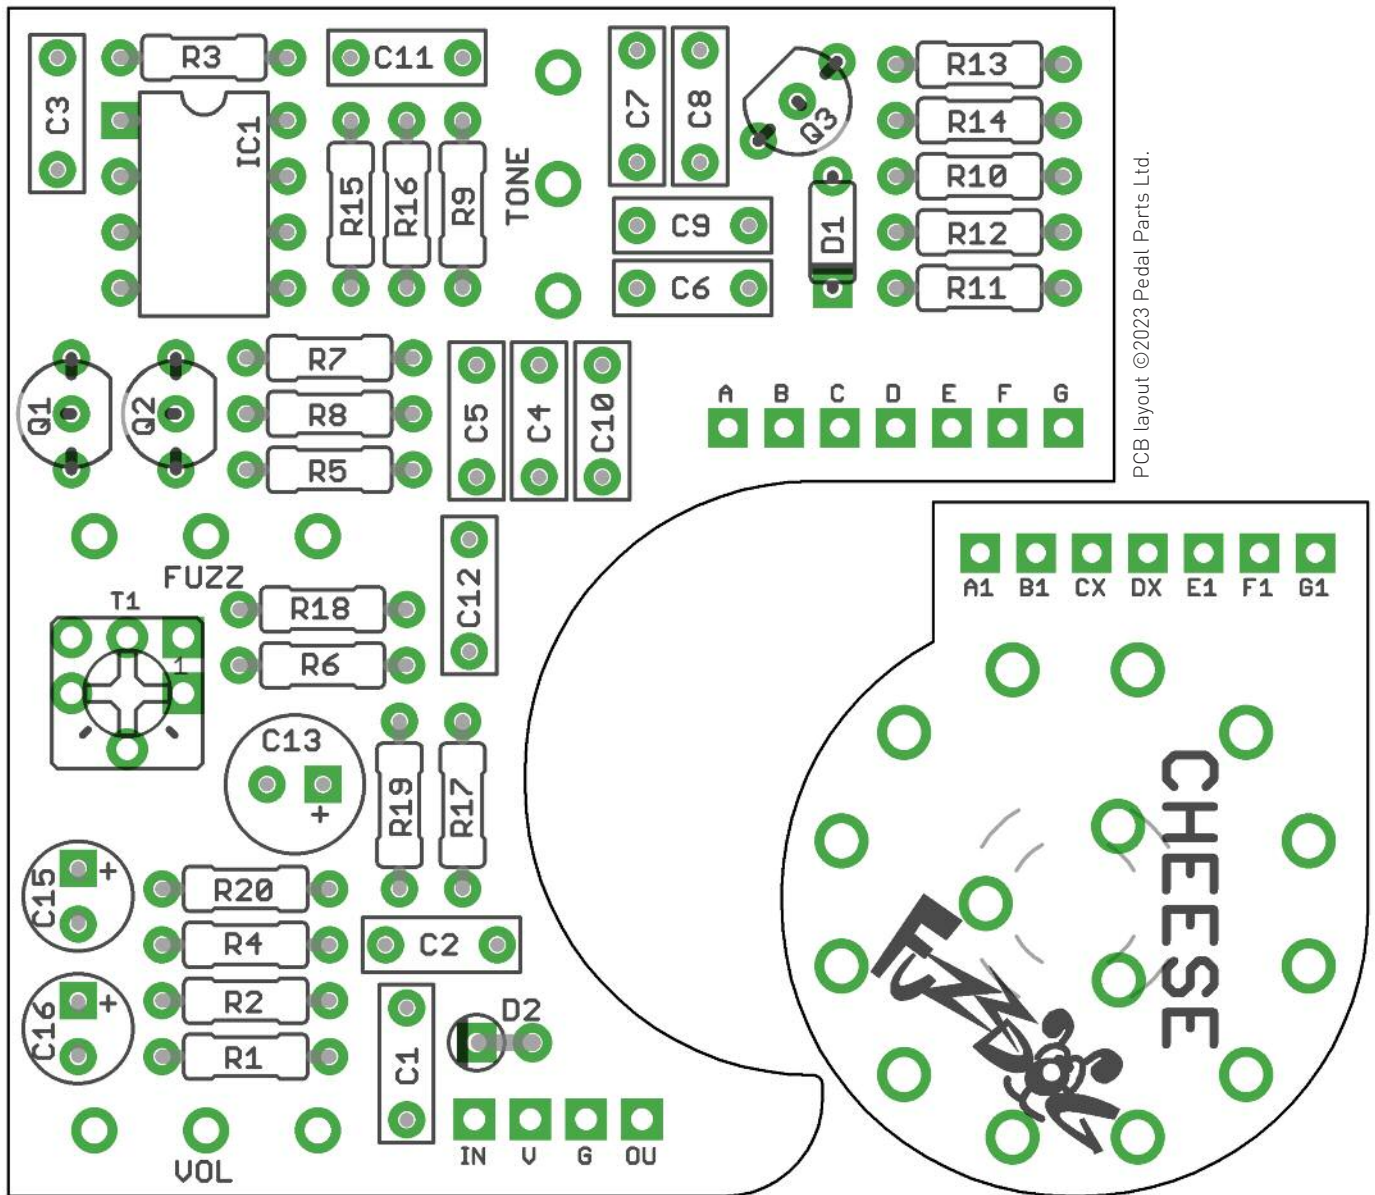 R3
C11
C3
IC1
R15
R16
R9
TONE
C7
C8
Q3
R13
R14
R10
R12
R11
C9
C6
D1
PCB layout ©2023 Pedal Parts Ltd.
Q1
Q2
R7
R8
R5
C5
C4
C10
A B C D E F G
FUZZ
T1
1
R18
R6
C12
A1 B1 CX DX E1 F1 G1
C13
+
R19
R17
CHEESE
C15
+
R20
R4
C2
C16
+
R2
R1
C1
D2
FUZZ
IN V G OU
VOL